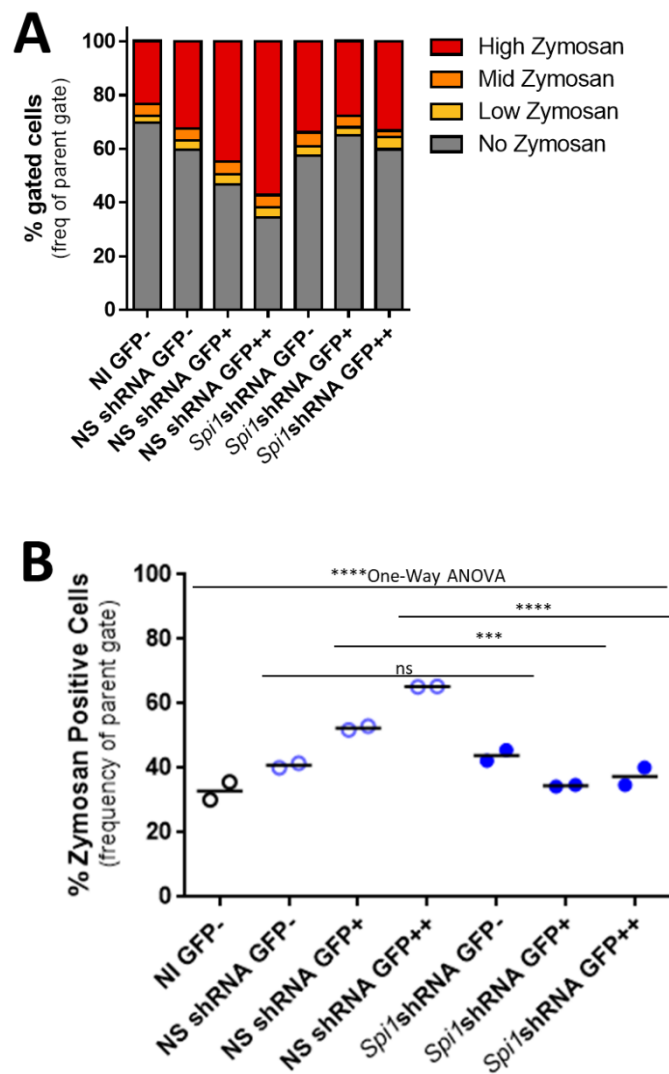 A
100
80
60
40
20
0
% gated cells
(freq of parent gate)
High Zymosan
Mid Zymosan
Low Zymosan
No Zymosan
NI GFP-
NS shRNA GFP-
NS shRNA GFP+
NS shRNA GFP++
Spi1shRNA GFP-
Spi1shRNA GFP+
Spi1shRNA GFP++
B
100
80
60
40
20
0
% Zymosan Positive Cells
(frequency of parent gate)
****One-Way ANOVA
****
***
ns
NI GFP-
NS shRNA GFP-
NS shRNA GFP+
NS shRNA GFP++
Spi1shRNA GFP-
Spi1shRNA GFP+
Spi1shRNA GFP++